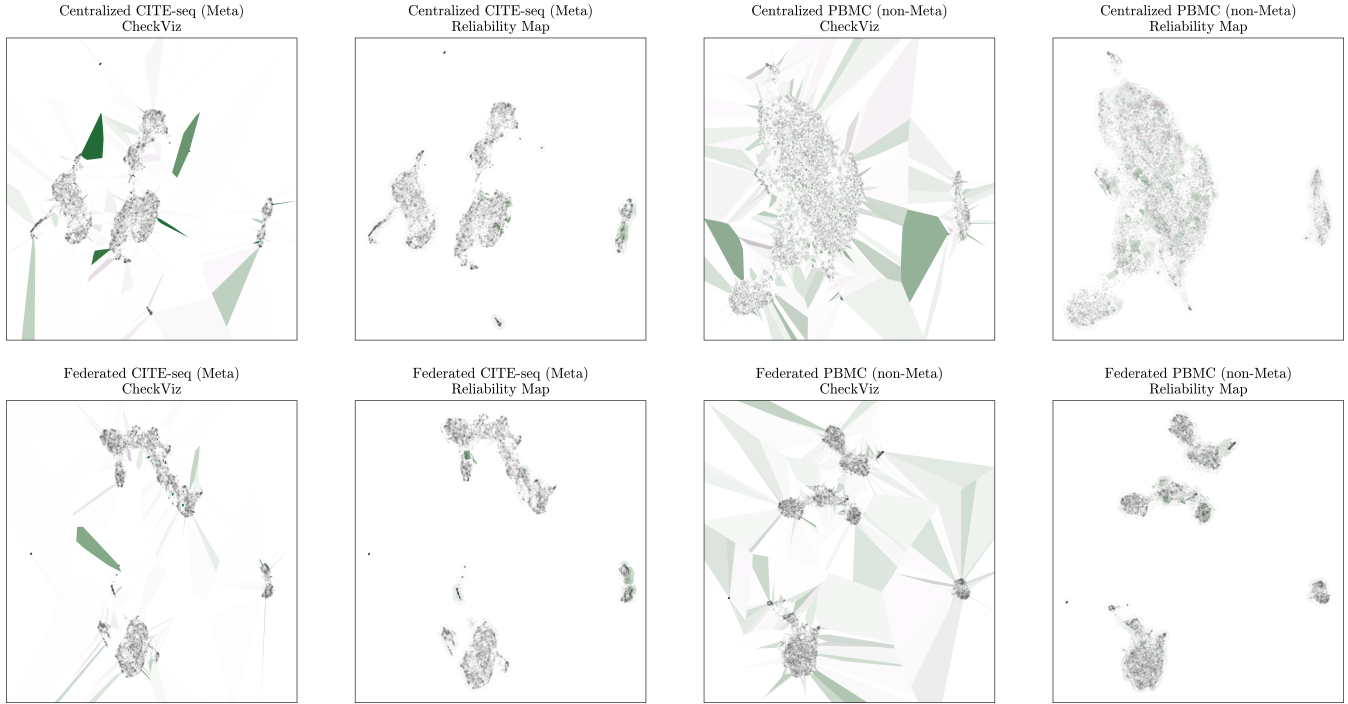 Centralized CITE-seq (Meta)
CheckViz
Centralized CITE-seq (Meta)
Reliability Map
Centralized PBMC (non-Meta)
CheckViz
Centralized PBMC (non-Meta)
Reliability Map
Federated CITE-seq (Meta)
CheckViz
Federated CITE-seq (Meta)
Reliability Map
Federated PBMC (non-Meta)
CheckViz
Federated PBMC (non-Meta)
Reliability Map